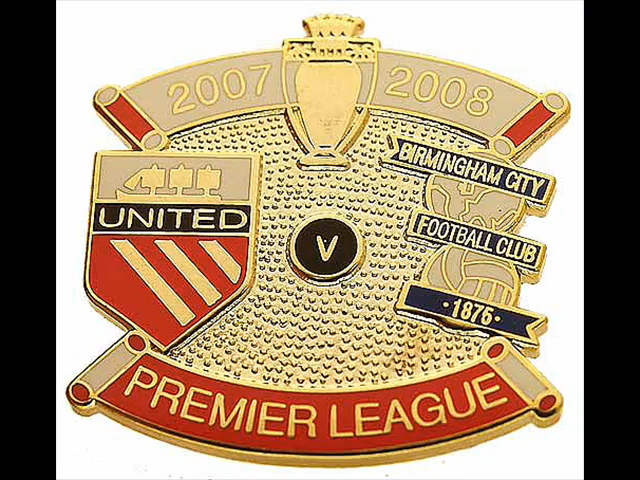 2007 2008
BIRMINGHAM CITY
UNITED
FOOTBALL CLUB
V
· 1875 ·
PREMIER LEAGUE